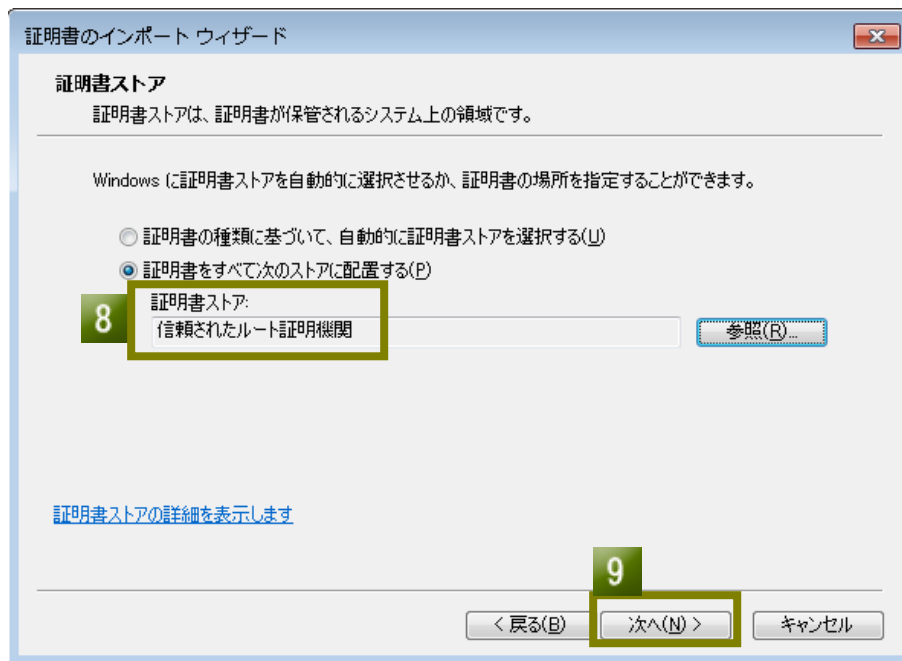 証明書のインポート ウィザード
証明書ストア
証明書ストアは、証明書が保管されるシステム上の領域です。
Windows に証明書ストアを自動的に選択させるか、証明書の場所を指定することができます。
証明書の種類に基づいて、自動的に証明書ストアを選択する(U)
証明書をすべて次のストアに配置する(P)
8
証明書ストア:
信頼されたルート証明機関
参照(R)...
証明書ストアの詳細を表示します
9
< 戻る(B)
次へ(N) >
キャンセル